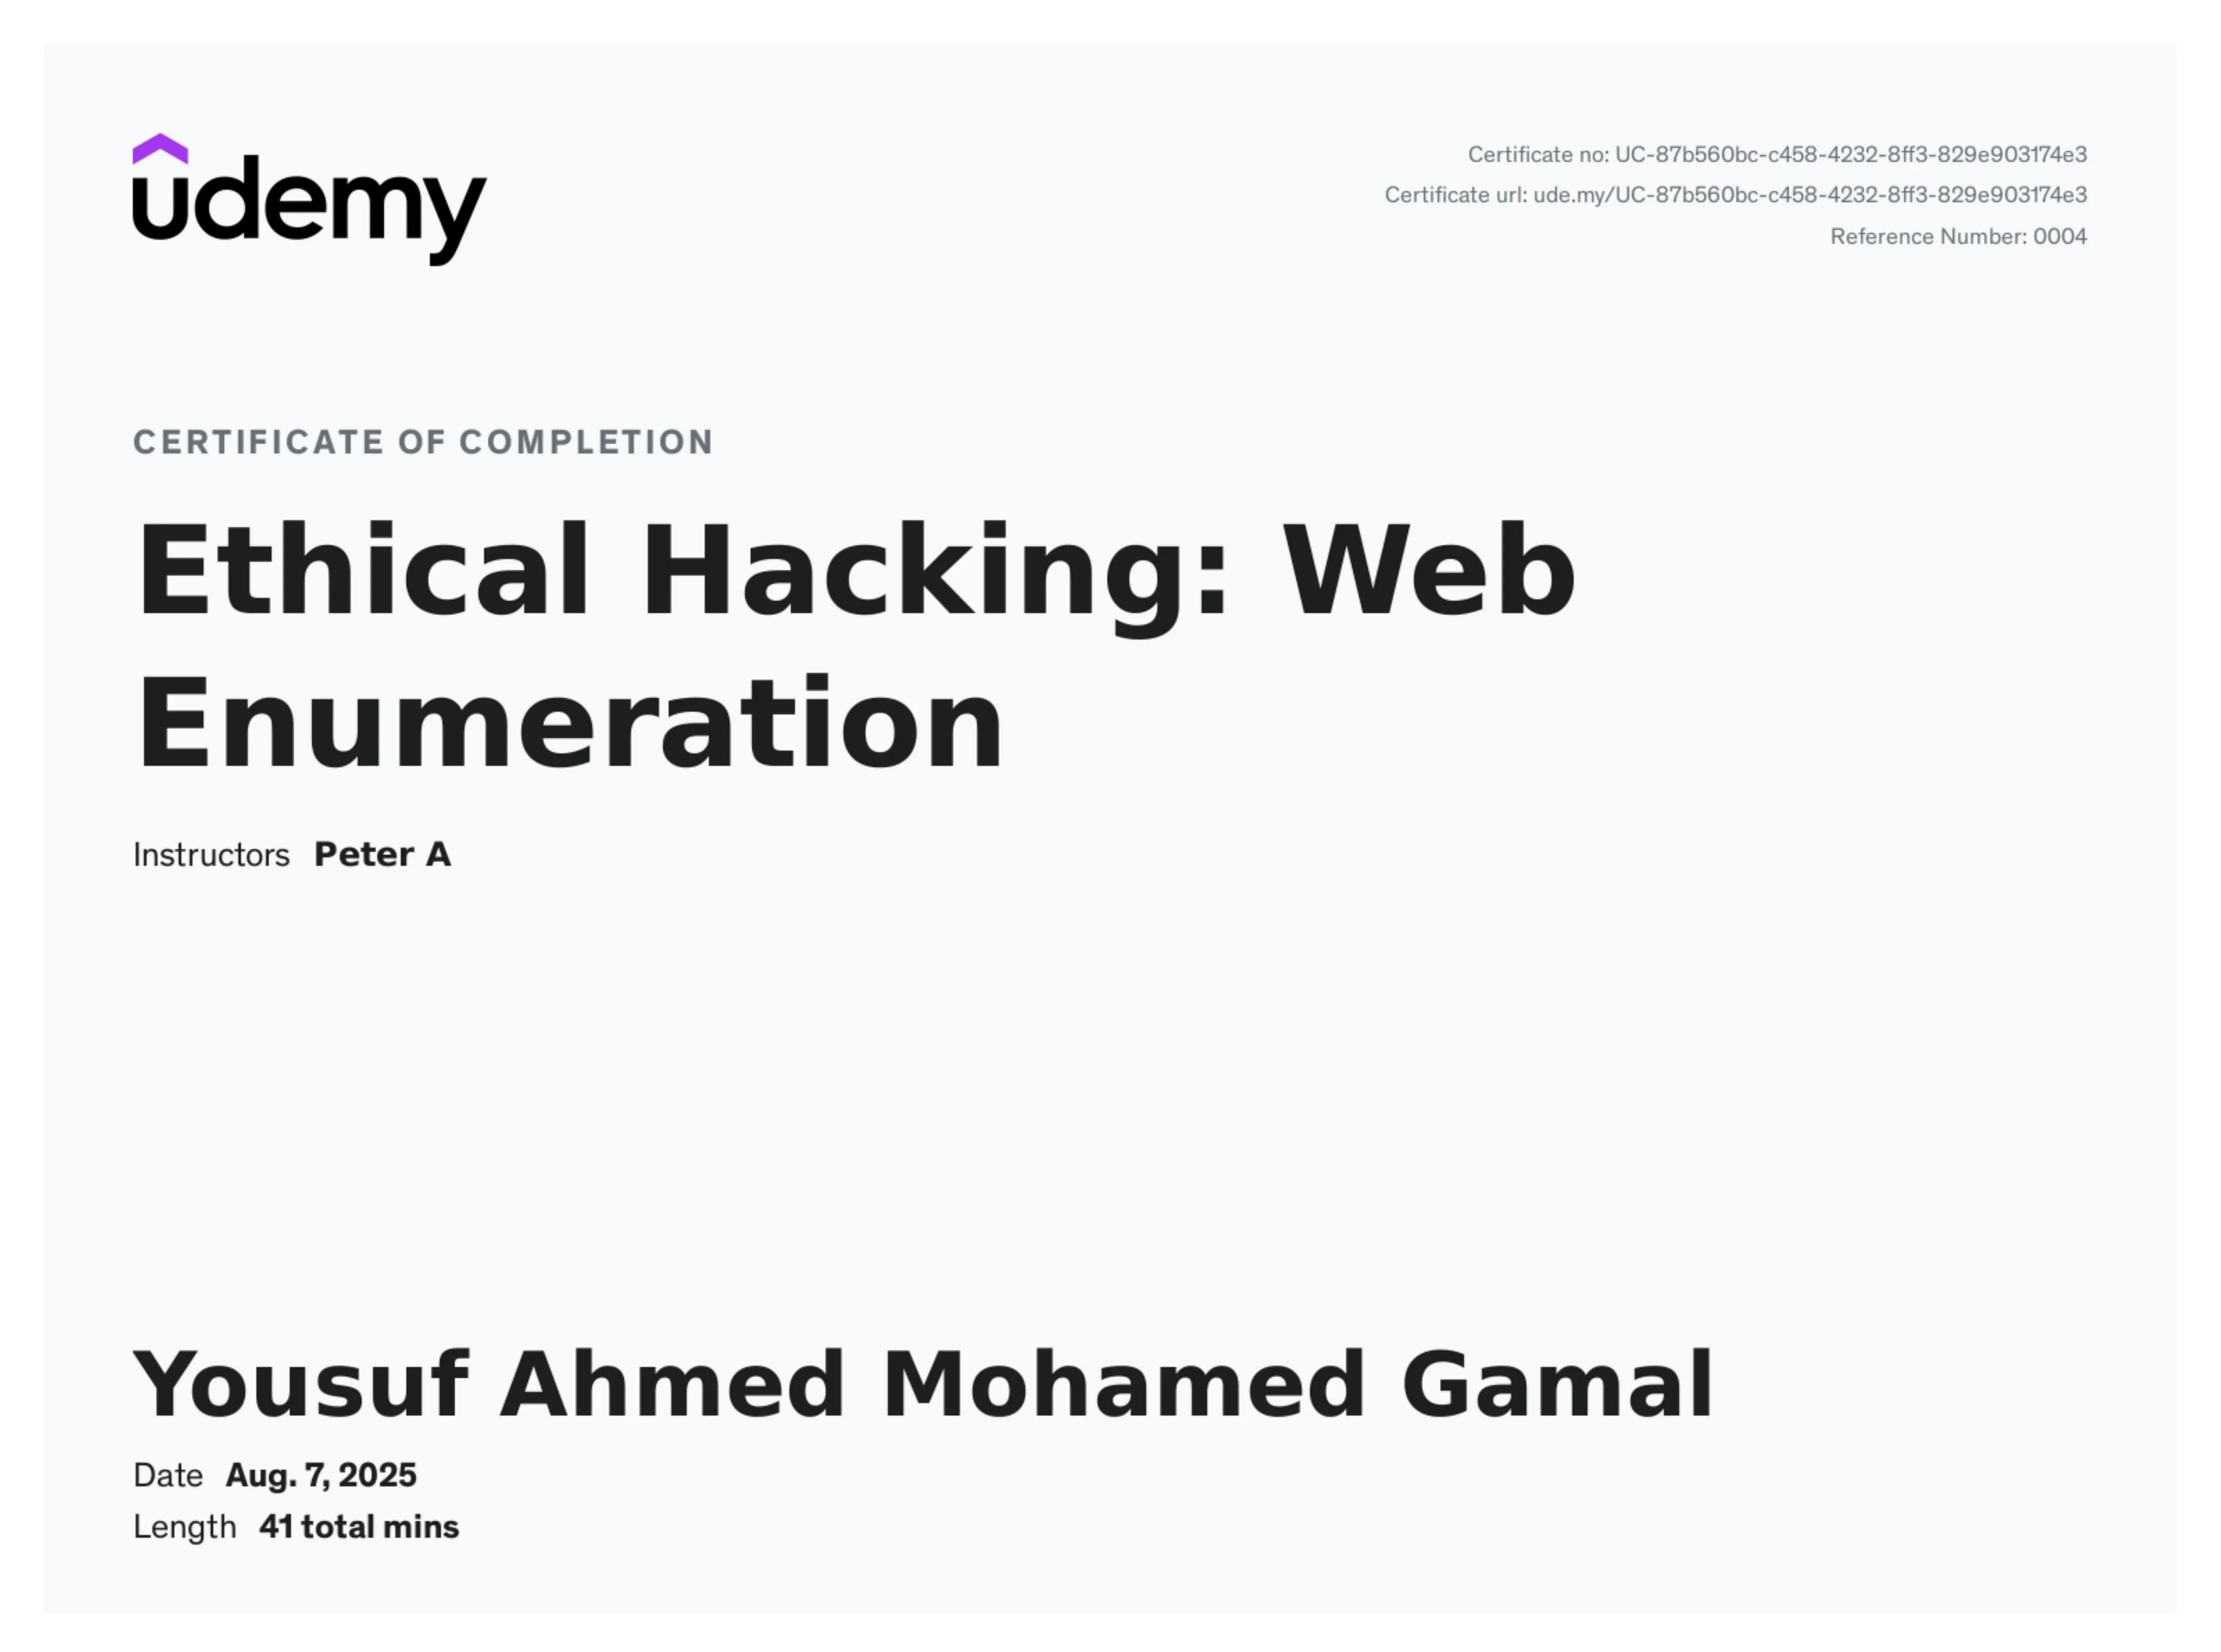 udemy
Certificate no: UC-87b560bc-c458-4232-8ff3-829e903174e3
Certificate url: ude.my/UC-87b560bc-c458-4232-8ff3-829e903174e3
Reference Number: 0004
CERTIFICATE OF COMPLETION
Ethical Hacking: Web
Enumeration
Instructors Peter A
Yousuf Ahmed Mohamed Gamal
Date Aug. 7, 2025
Length 41 total mins